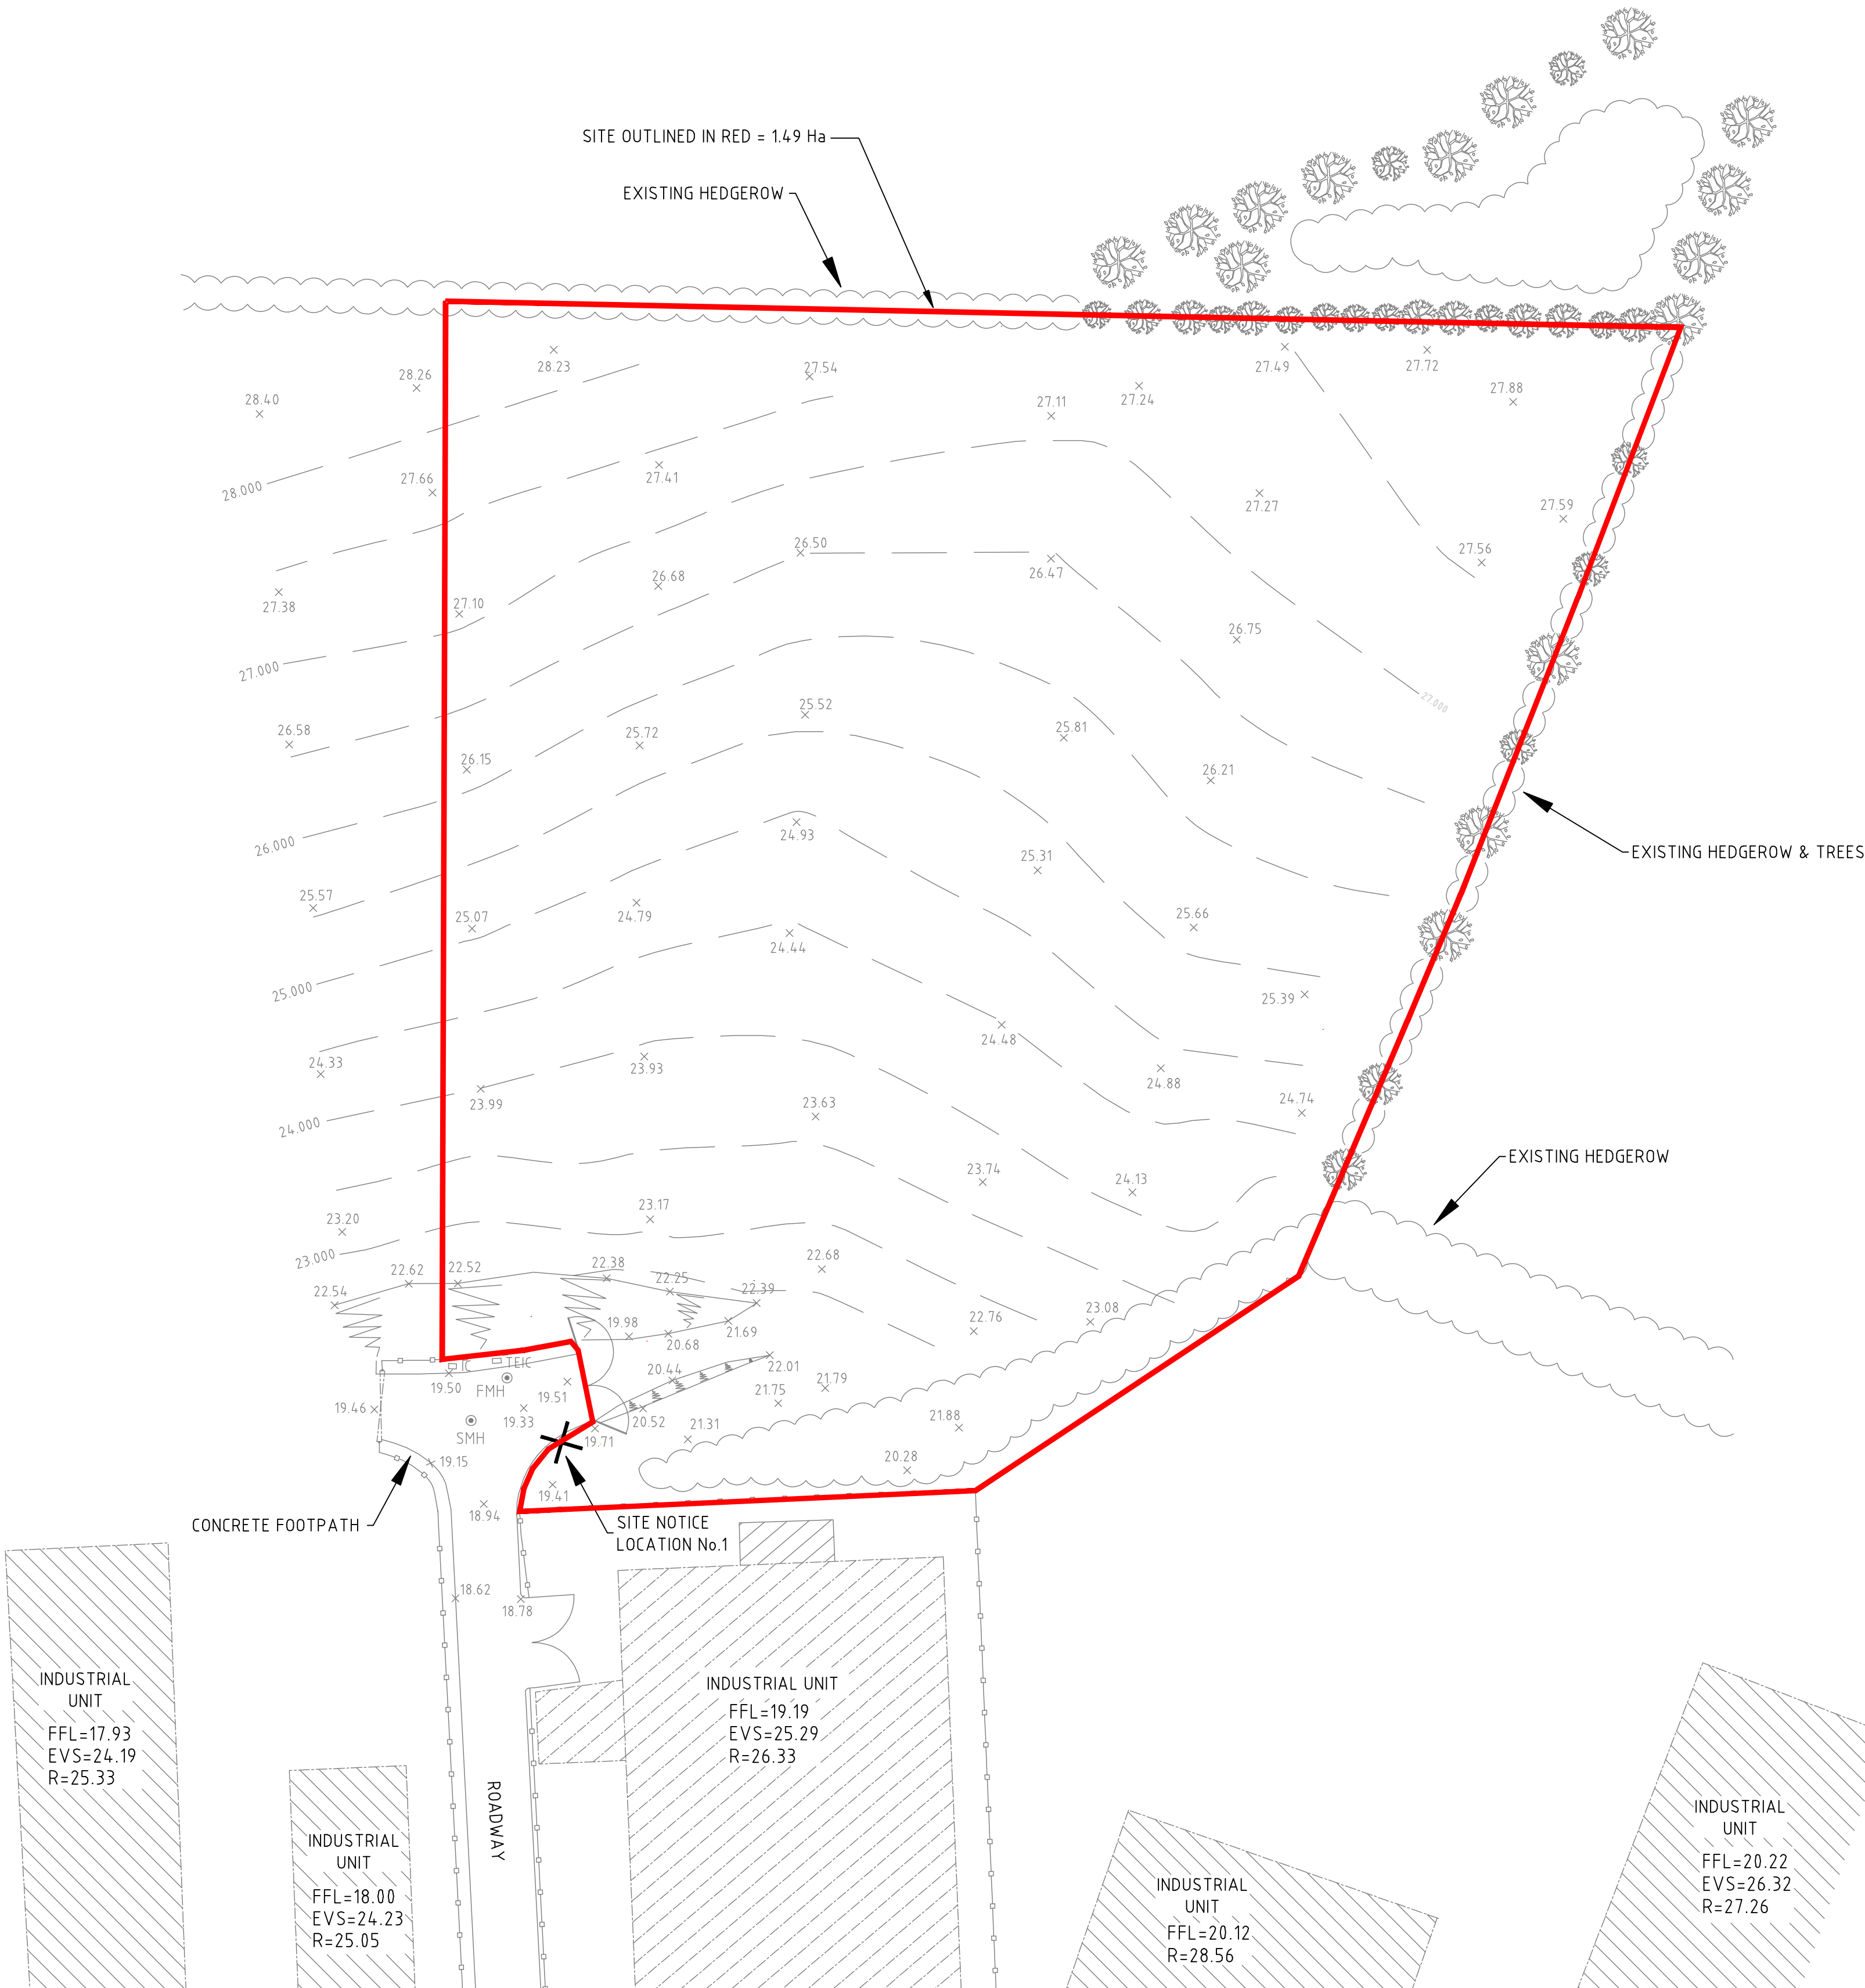 SITE OUTLINED IN RED = 1.49 Ha
EXISTING HEDGEROW
28.40
28.26
28.23
27.54
27.11
27.24
27.49
27.72
27.88
28.000
27.66
27.41
27.27
27.59
27.56
26.50
26.47
27.38
27.10
26.68
26.75
27.000
27.000
26.58
26.15
25.72
25.52
25.81
26.21
26.000
24.93
25.31
EXISTING HEDGEROW & TREES
25.57
25.07
24.79
24.44
25.66
25.000
25.39
24.33
23.99
23.93
24.48
24.88
24.74
24.000
23.63
23.74
24.13
EXISTING HEDGEROW
23.20
23.17
23.000
22.68
22.54
22.62
22.52
22.38
22.25
22.39
22.76
23.08
19.98
20.68
21.69
IC
TEIC
19.50
FMH
19.51
20.44
22.01
21.75
21.79
19.46
19.33
20.52
21.31
21.88
SMH
19.71
19.15
20.28
19.41
18.94
CONCRETE FOOTPATH
SITE NOTICE
LOCATION No.1
18.62
18.78
INDUSTRIAL
UNIT
FFL=17.93
EVS=24.19
R=25.33
INDUSTRIAL UNIT
FFL=19.19
EVS=25.29
R=26.33
ROADWAY
INDUSTRIAL
UNIT
FFL=18.00
EVS=24.23
R=25.05
INDUSTRIAL
UNIT
FFL=20.12
R=28.56
INDUSTRIAL
UNIT
FFL=20.22
EVS=26.32
R=27.26